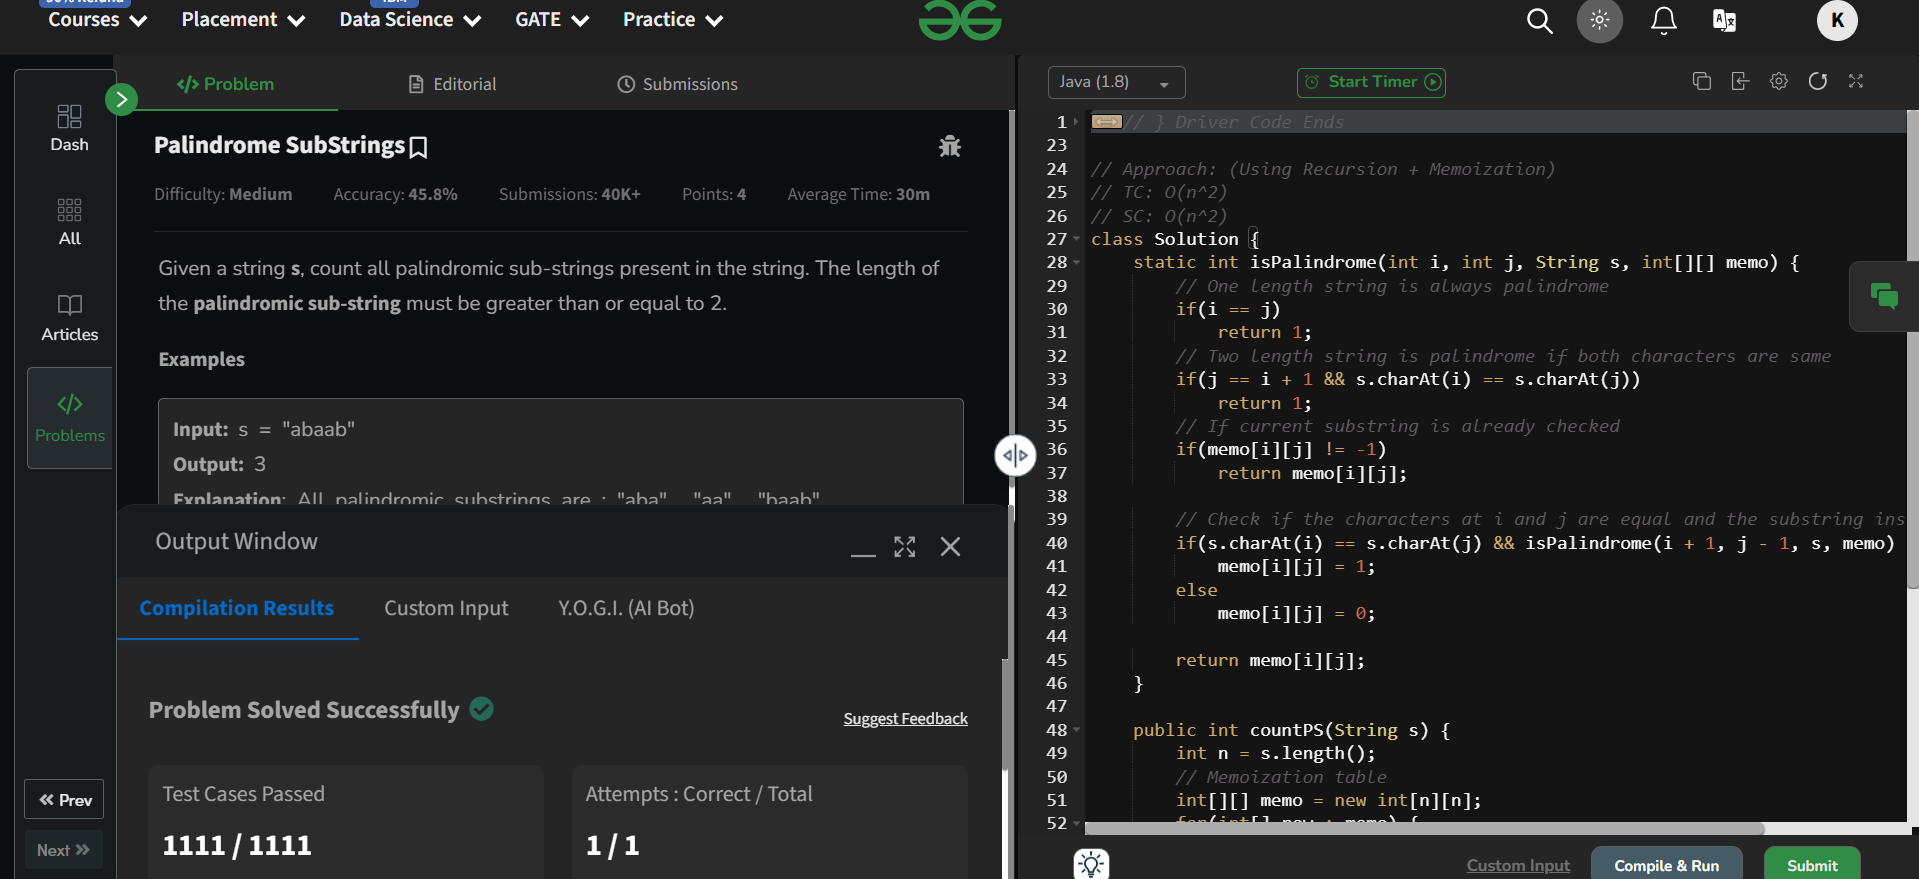 Courses
Placement
Data Science
GATE
Practice
K
Dash
All
Articles
Problems
Prev
Next
Problem
Editorial
Submissions
Palindrome SubStrings
Difficulty: Medium Accuracy: 45.8% Submissions: 40K+ Points: 4 Average Time: 30m
Given a string s, count all palindromic sub-strings present in the string. The length of
the palindromic sub-string must be greater than or equal to 2.
Examples
Input: s = "abaab"
Output: 3
Explanation: All palindromic substrings are : "aba" , "aa" , "baab"
Output Window
Compilation Results
Custom Input
Y.O.G.I. (AI Bot)
Problem Solved Successfully
Suggest Feedback
Test Cases Passed
1111 / 1111
Attempts : Correct / Total
1 / 1
Java (1.8)
Start Timer
1 // } Driver Code Ends
23
24 // Approach: (Using Recursion + Memoization)
25 // TC: O(n^2)
26 // SC: O(n^2)
27 class Solution {
28 static int isPalindrome(int i, int j, String s, int[][] memo) {
29 // One length string is always palindrome
30 if(i == j)
31 return 1;
32 // Two length string is palindrome if both characters are same
33 if(j == i + 1 && s.charAt(i) == s.charAt(j))
34 return 1;
35 // If current substring is already checked
36 if(memo[i][j] != -1)
37 return memo[i][j];
38
39 // Check if the characters at i and j are equal and the substring ins
40 if(s.charAt(i) == s.charAt(j) && isPalindrome(i + 1, j - 1, s, memo)
41 memo[i][j] = 1;
42 else
43 memo[i][j] = 0;
44
45 return memo[i][j];
46 }
47
48 public int countPS(String s) {
49 int n = s.length();
50 // Memoization table
51 int[][] memo = new int[n][n];
52
Custom Input
Compile & Run
Submit